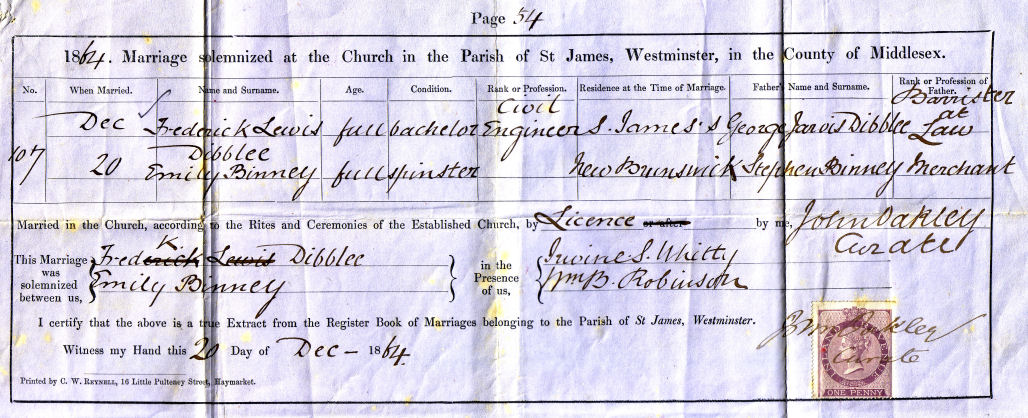 Page 54
1864. Marriage solemnized at the Church in the Parish of St James, Westminster, in the County of Middlesex.
No. When Married. Name and Surname. Age. Condition. Rank or Profession. Residence at the Time of Marriage. Father's Name and Surname. Rank or Profession of Father.
107 Dec 20 Frederick Lewis Dibblee full bachelor Civil Engineer S. James's George Jarvis Dibblee Barrister at Law
Emily Binney full spinster New Brunswick Stephen Binney Merchant
Married in the Church, according to the Rites and Ceremonies of the Established Church, by Licence or after by me, John Oakley
Curate
This Marriage was solemnized between us, Fredk erick Lewis Dibblee
Emily Binney
in the Presence of us, Irvine S. Whitty
Wm B. Robinson
I certify that the above is a true Extract from the Register Book of Marriages belonging to the Parish of St James, Westminster.
Witness my Hand this 20 Day of Dec – 1864
John Oakley
Curate
ONE PENNY
Printed by C. W. Reynell, 16 Little Pulteney Street, Haymarket.